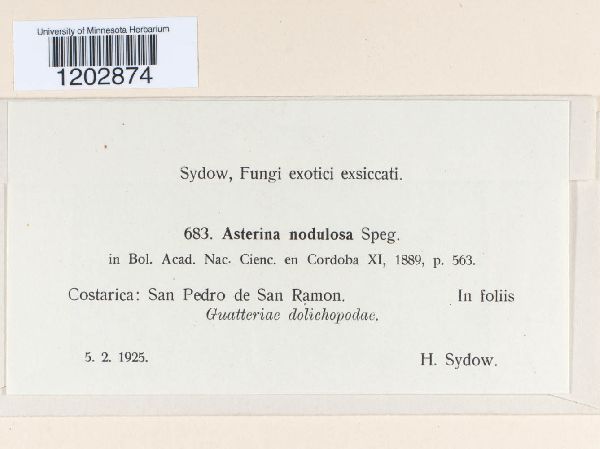 University of Minnesota Herbarium
1202874
Sydow, Fungi exotici exsiccati.
683. Asterina nodulosa Speg.
in Bol. Acad. Nac. Cienc. en Cordoba XI, 1889, p. 563.
Costarica: San Pedro de San Ramon. In foliis
Guatteriae dolichopodae.
5. 2. 1925. H. Sydow.